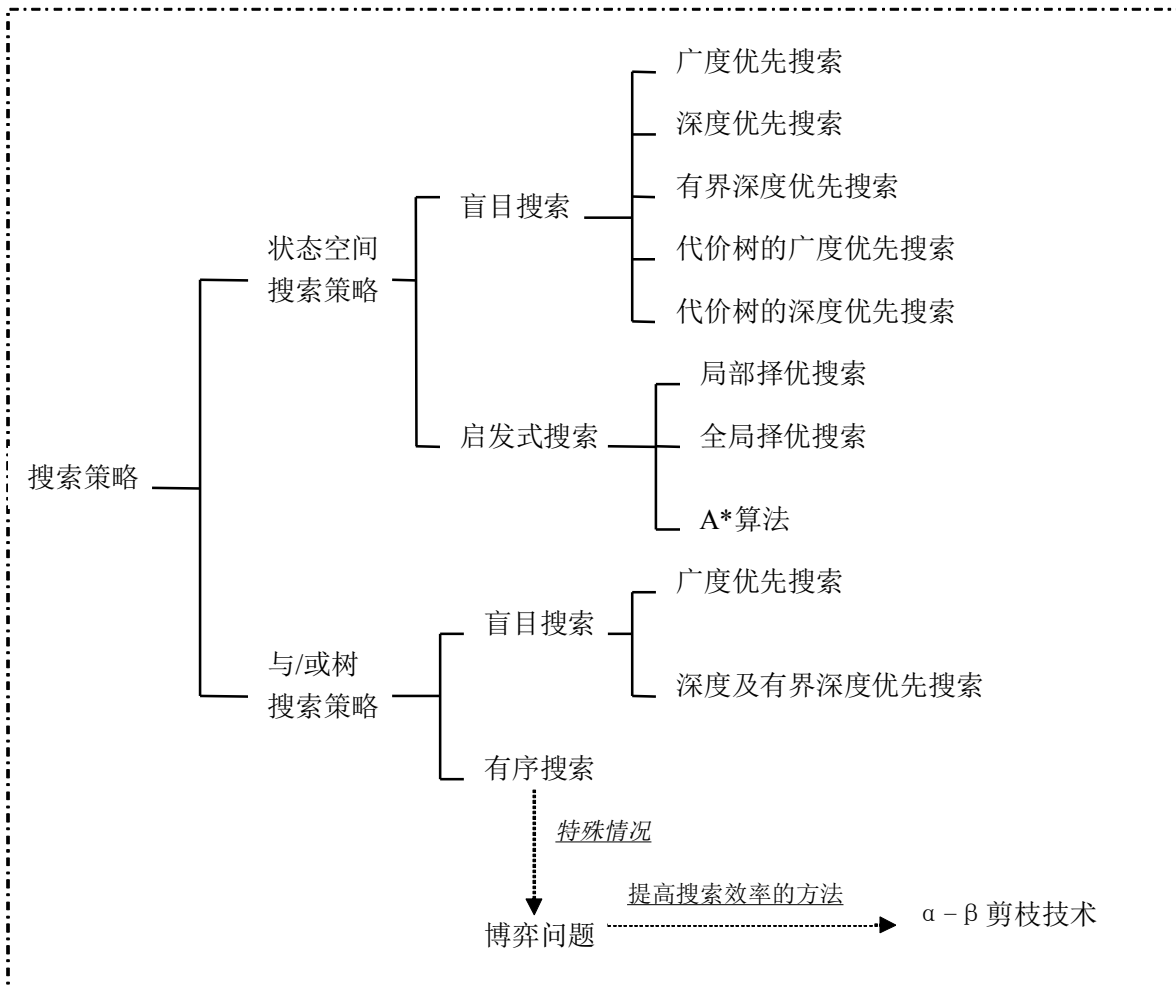 广度优先搜索
深度优先搜索
有界深度优先搜索
盲目搜索
状态空间
搜索策略
代价树的广度优先搜索
代价树的深度优先搜索
局部择优搜索
启发式搜索
全局择优搜索
搜索策略
A*算法
广度优先搜索
盲目搜索
与/或树
搜索策略
深度及有界深度优先搜索
有序搜索
特殊情况
提高搜索效率的方法
博弈问题
α-β剪枝技术